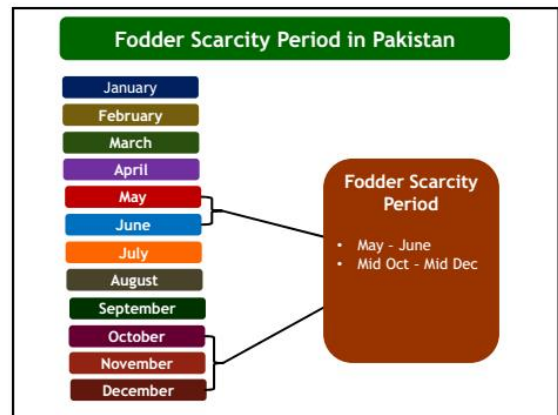 Fodder Scarcity Period in Pakistan
January
February
March
April
May
June
July
August
September
October
November
December
Fodder Scarcity
Period
• May – June
• Mid Oct – Mid Dec